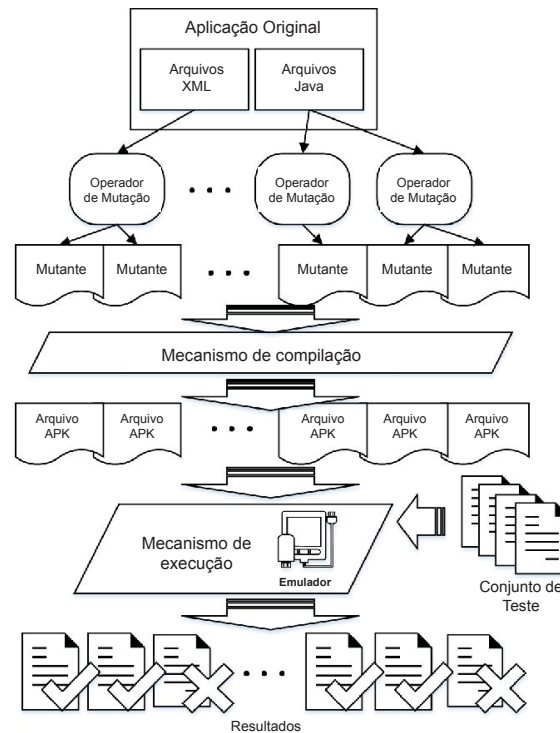 Aplicação Original
Arquivos
XML
Arquivos
Java
Operador
de Mutação
Operador
de Mutação
Operador
de Mutação
Mutante
Mutante
Mutante
Mutante
Mutante
Mecanismo de compilação
Arquivo
APK
Arquivo
APK
Arquivo
APK
Arquivo
APK
Arquivo
APK
Mecanismo de
execução
Emulador
Conjunto de
Teste
Resultados